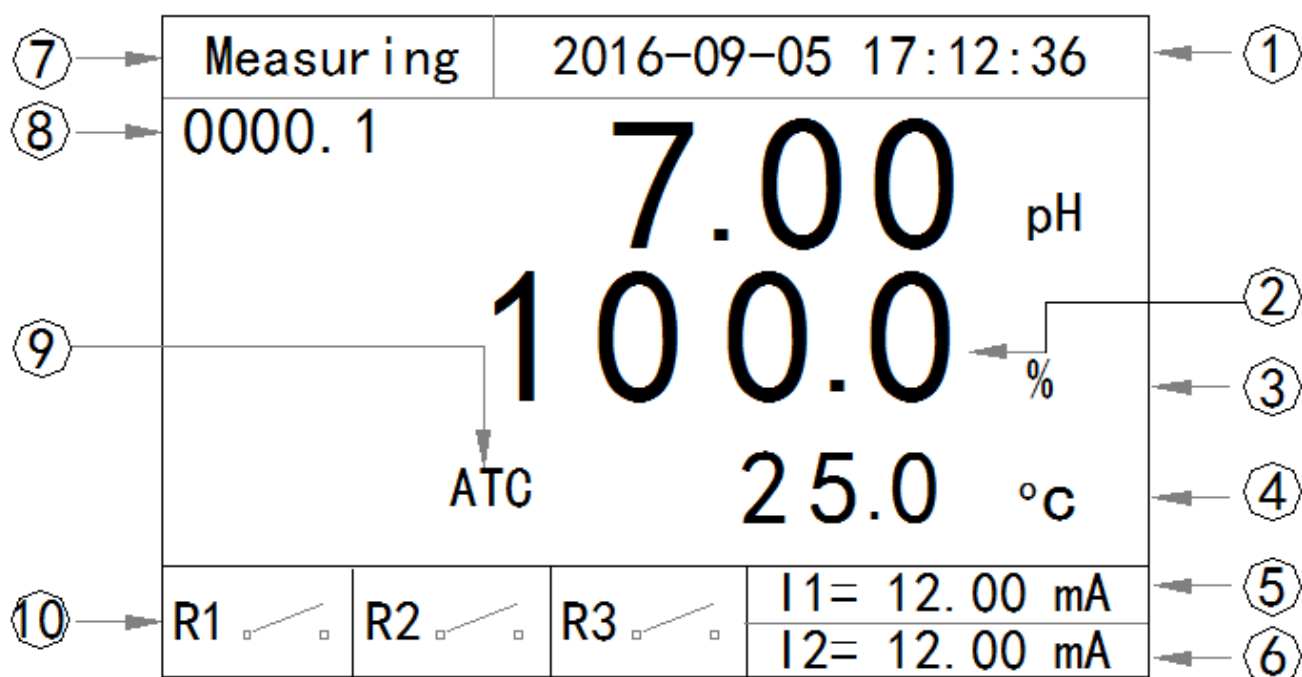 7 Measuring 2016-09-05 17:12:36 1
8 0000.1 7.00 pH
100.0 % 2
9 3
ATC 25.0 °C 4
10 R1 R2 R3 I1= 12.00 mA 5
I2= 12.00 mA 6